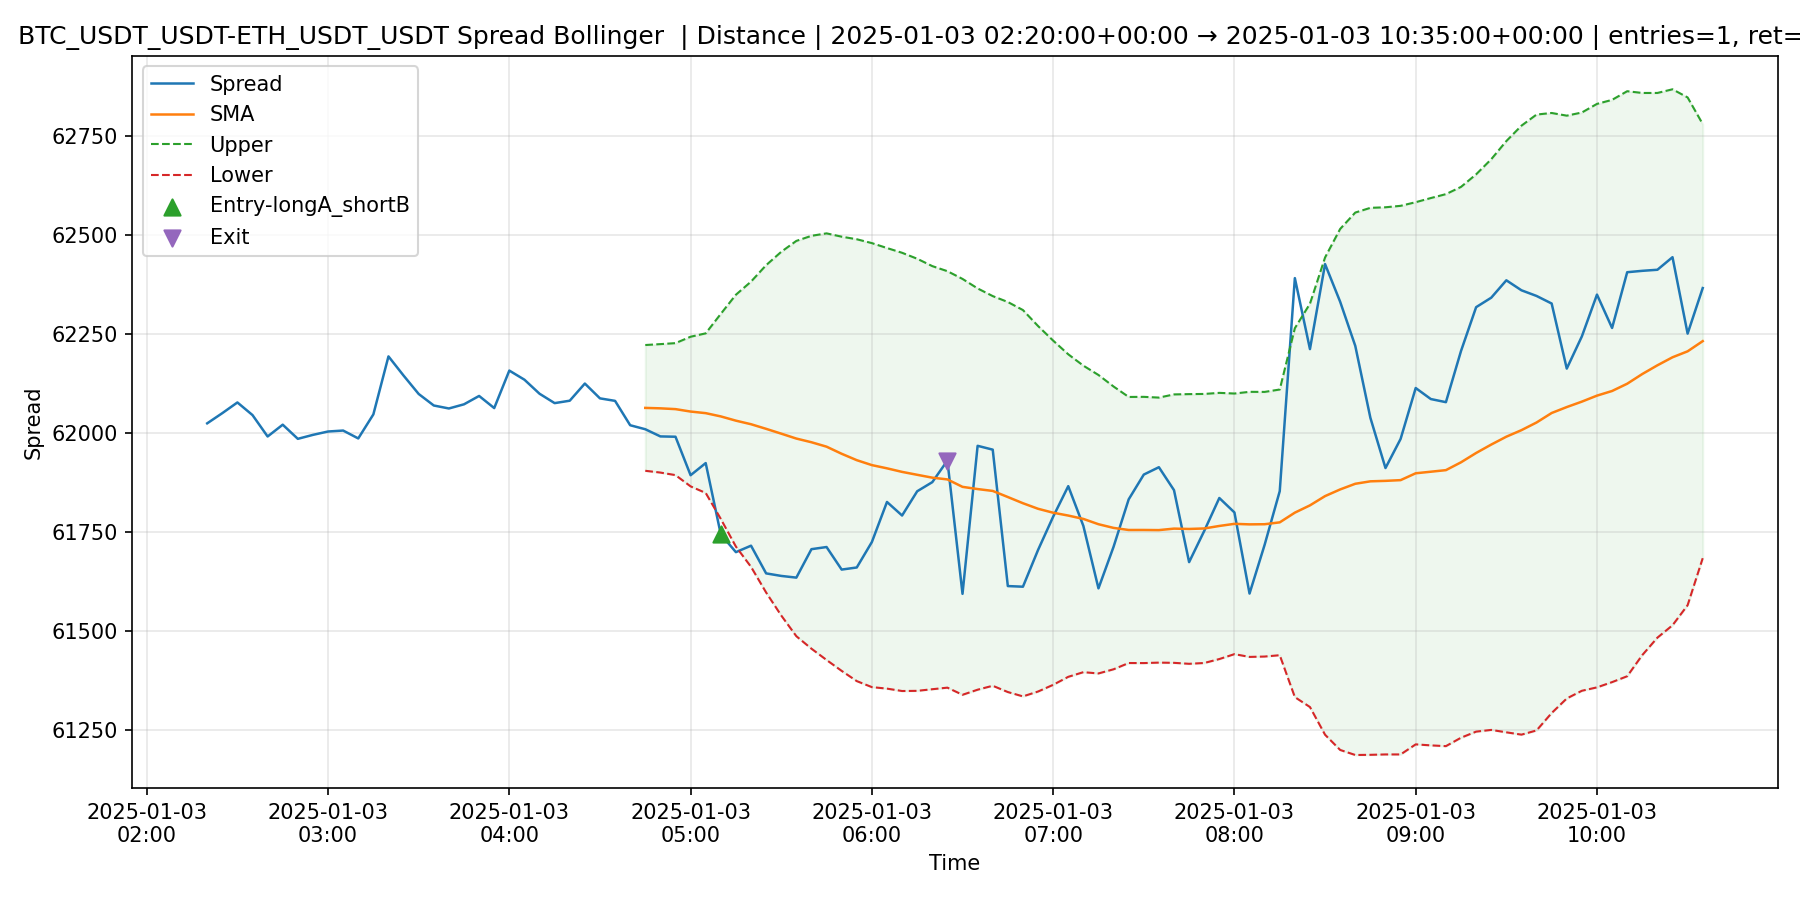 BTC_USDT_USDT-ETH_USDT_USDT Spread Bollinger | Distance | 2025-01-03 02:20:00+00:00 → 2025-01-03 10:35:00+00:00 | entries=1, ret=
Spread
SMA
Upper
Lower
Entry-longA_shortB
Exit
62750
62500
62250
62000
61750
61500
61250
Spread
2025-01-03 2025-01-03 2025-01-03 2025-01-03 2025-01-03 2025-01-03 2025-01-03 2025-01-03 2025-01-03
02:00 03:00 04:00 05:00 06:00 07:00 08:00 09:00 10:00
Time